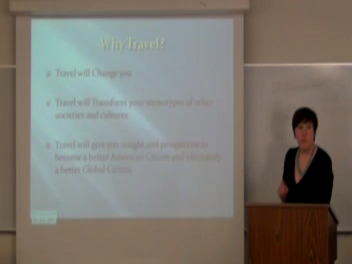 Why Travel?
Travel will Change you
Travel will Transform your stereotypes of other
societies and cultures
Travel will give you insight and perspective to
become a better American Citizen and ultimately
a better Global Citizen